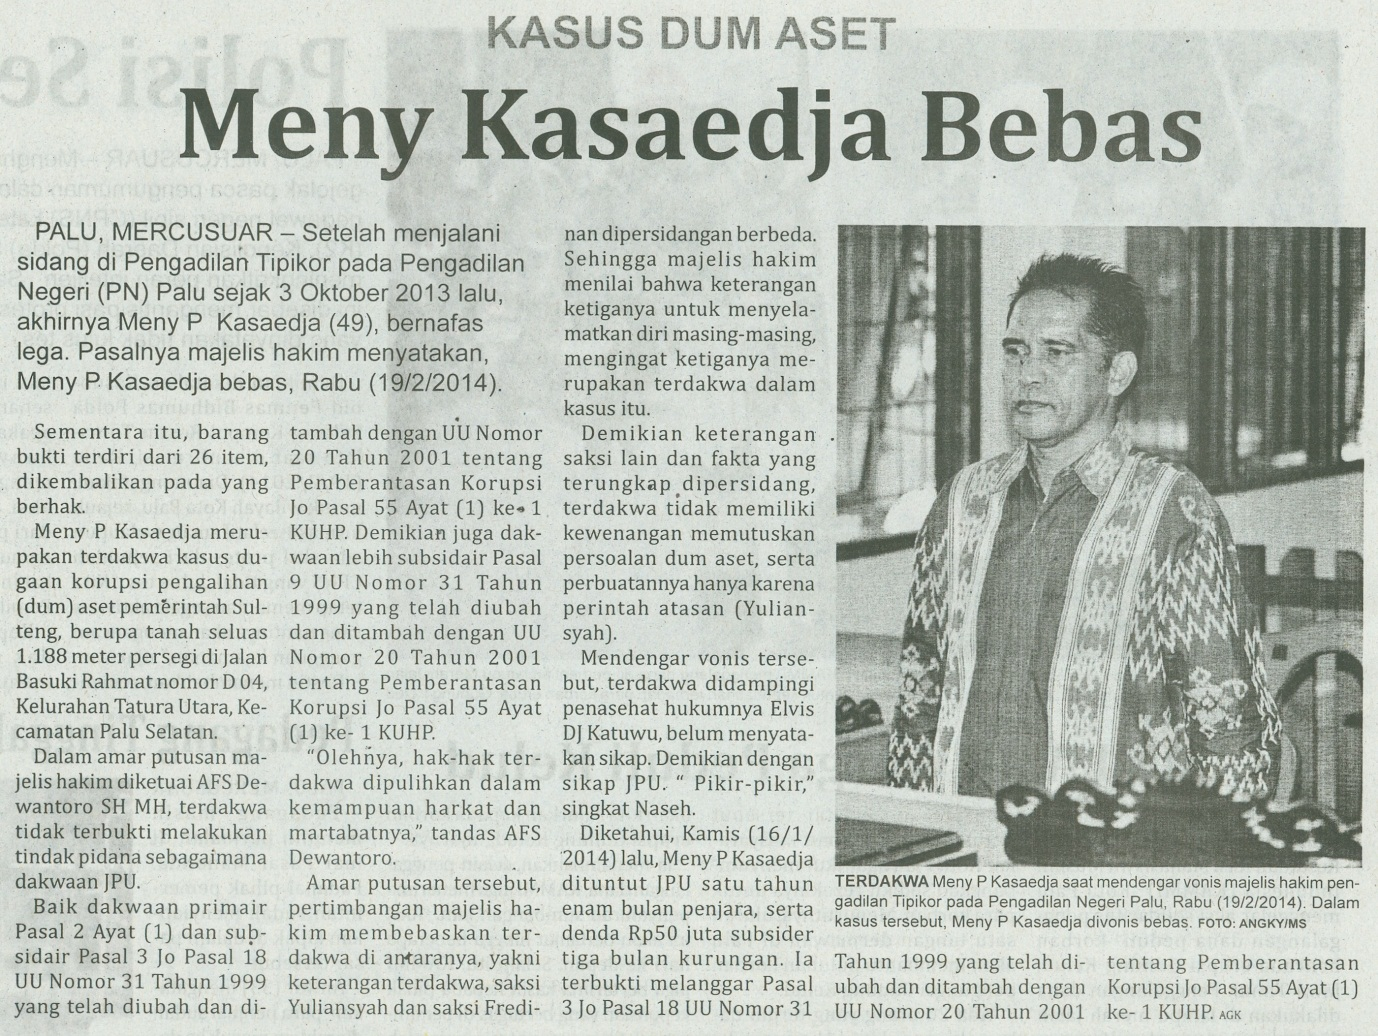 KASUS DUM ASET
Meny Kasaedja Bebas
PALU, MERCUSUAR – Setelah menjalani
sidang di Pengadilan Tipikor pada Pengadilan
Negeri (PN) Palu sejak 3 Oktober 2013 lalu,
akhirnya Meny P Kasaedja (49), bernafas
lega. Pasalnya majelis hakim menyatakan,
Meny P Kasaedja bebas, Rabu (19/2/2014).
Sementara itu, barang
bukti terdiri dari 26 item,
dikembalikan pada yang
berhak.
Meny P Kasaedja meru-
pakan terdakwa kasus du-
gaan korupsi pengalihan
(dum) aset pemerintah Sul-
teng, berupa tanah seluas
1.188 meter persegi di Jalan
Basuki Rahmat nomor D 04,
Kelurahan Tatura Utara, Ke-
camatan Palu Selatan.
Dalam amar putusan ma-
jelis hakim diketuai AFS De-
wantoro SH MH, terdakwa
tidak terbukti melakukan
tindak pidana sebagaimana
dakwaan JPU.
Baik dakwaan primair
Pasal 2 Ayat (1) dan sub-
sidair Pasal 3 Jo Pasal 18
UU Nomor 31 Tahun 1999
yang telah diubah dan di-
tambah dengan UU Nomor
20 Tahun 2001 tentang
Pemberantasan Korupsi
Jo Pasal 55 Ayat (1) ke- 1
KUHP. Demikian juga dak-
waan lebih subsidair Pasal
9 UU Nomor 31 Tahun
1999 yang telah diubah
dan ditambah dengan UU
Nomor 20 Tahun 2001
tentang Pemberantasan
Korupsi Jo Pasal 55 Ayat
(1) ke- 1 KUHP.
“Olehnya, hak-hak ter-
dakwa dipulihkan dalam
kemampuan harkat dan
martabatnya,” tandas AFS
Dewantoro.
Amar putusan tersebut,
pertimbangan majelis ha-
kim membebaskan ter-
dakwa di antaranya, yakni
keterangan terdakwa, saksi
Yuliansyah dan saksi Fredi-
nan dipersidangan berbeda.
Sehingga majelis hakim
menilai bahwa keterangan
ketiganya untuk menyela-
matkan diri masing-masing,
mengingat ketiganya me-
rupakan terdakwa dalam
kasus itu.
Demikian keterangan
saksi lain dan fakta yang
terungkap dipersidang,
terdakwa tidak memiliki
kewenangan memutuskan
persoalan dum aset, serta
perbuatannya hanya karena
perintah atasan (Yulian-
syah).
Mendengar vonis terse-
but, terdakwa didampingi
penasehat hukumnya Elvis
DJ Katuwu, belum menyata-
kan sikap. Demikian dengan
sikap JPU. “ Pikir-pikir,”
singkat Naseh.
Diketahui, Kamis (16/1/
2014) lalu, Meny P Kasaedja
dituntut JPU satu tahun
enam bulan penjara, serta
denda Rp50 juta subsider
tiga bulan kurungan. Ia
terbukti melanggar Pasal
3 Jo Pasal 18 UU Nomor 31
TERDAKWA Meny P Kasaedja saat mendengar vonis majelis hakim pen-
gadilan Tipikor pada Pengadilan Negeri Palu, Rabu (19/2/2014). Dalam
kasus tersebut, Meny P Kasaedja divonis bebas. FOTO: ANGKY/MS
Tahun 1999 yang telah di-
ubah dan ditambah dengan
UU Nomor 20 Tahun 2001
tentang Pemberantasan
Korupsi Jo Pasal 55 Ayat (1)
ke- 1 KUHP. AGK